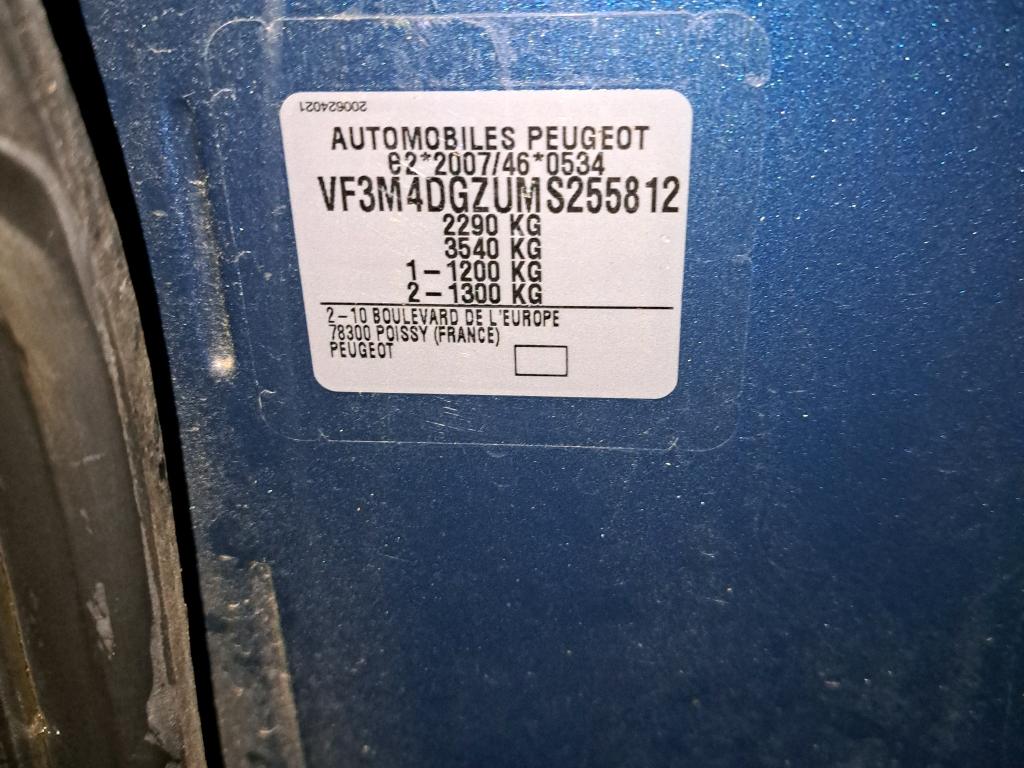 200624021
AUTOMOBILES PEUGEOT
e2*2007/46*0534
VF3M4DGZUMS255812
2290 KG
3540 KG
1-1200 KG
2-1300 KG
2-10 BOULEVARD DE L'EUROPE
78300 POISSY (FRANCE)
PEUGEOT